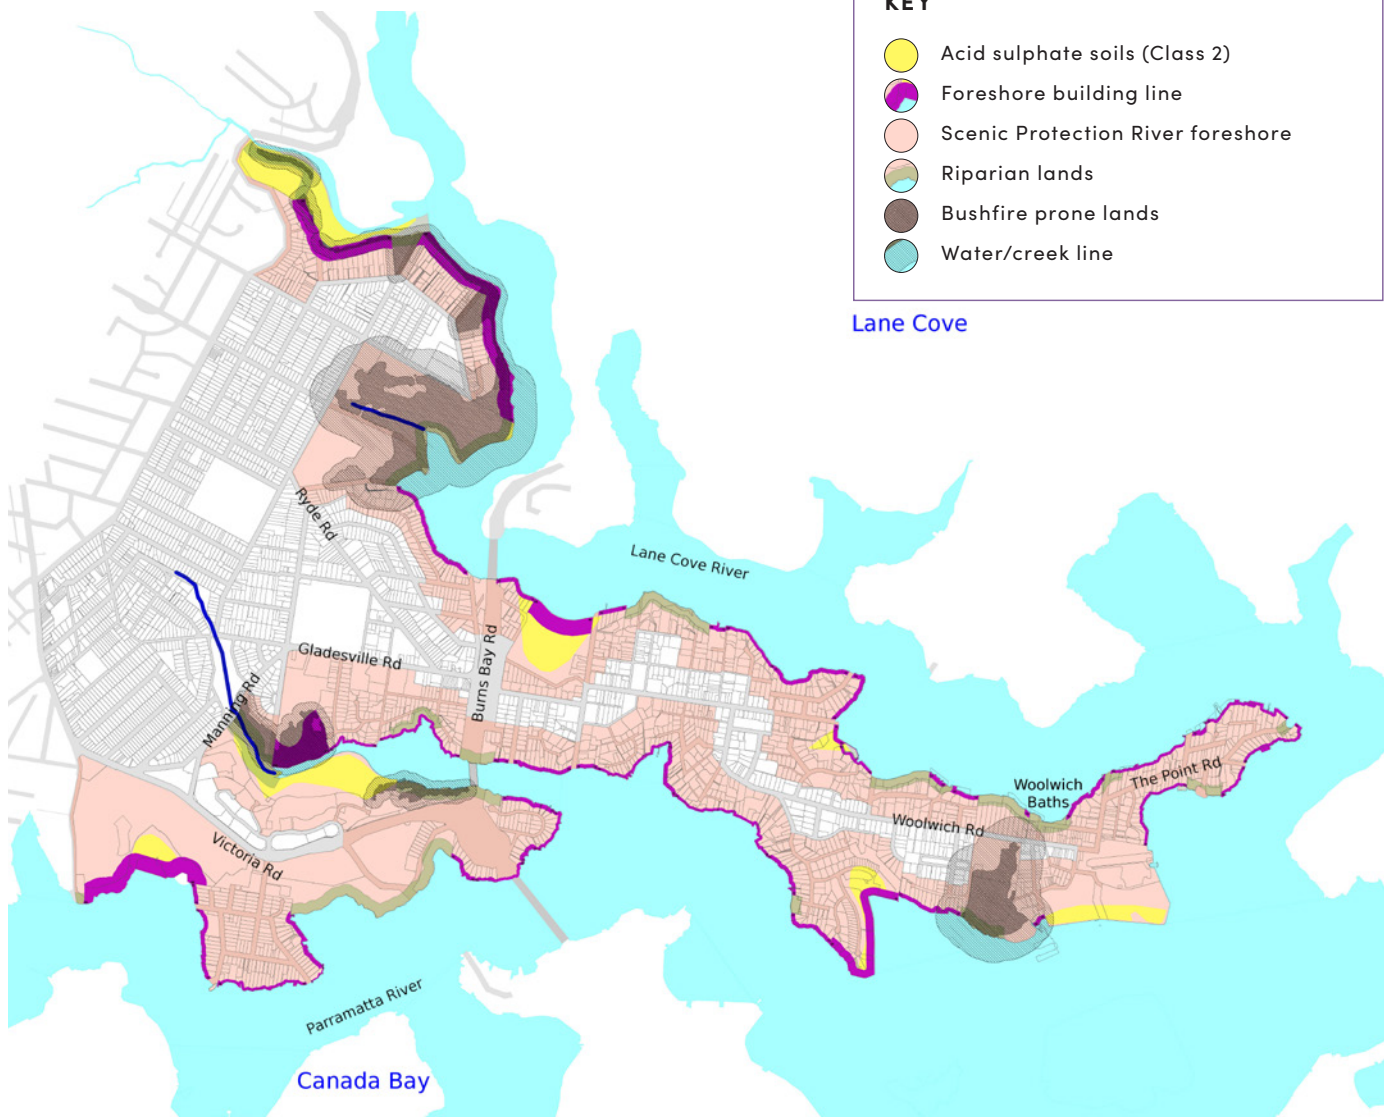 KEY
Acid sulphate soils (Class 2)
Foreshore building line
Scenic Protection River foreshore
Riparian lands
Bushfire prone lands
Water/creek line
Lane Cove
Ryde Rd
Lane Cove River
Gladesville Rd
Burns Bay Rd
Manning Rd
Woolwich
Baths
The Point Rd
Woolwich Rd
Victoria Rd
Parramatta River
Canada Bay